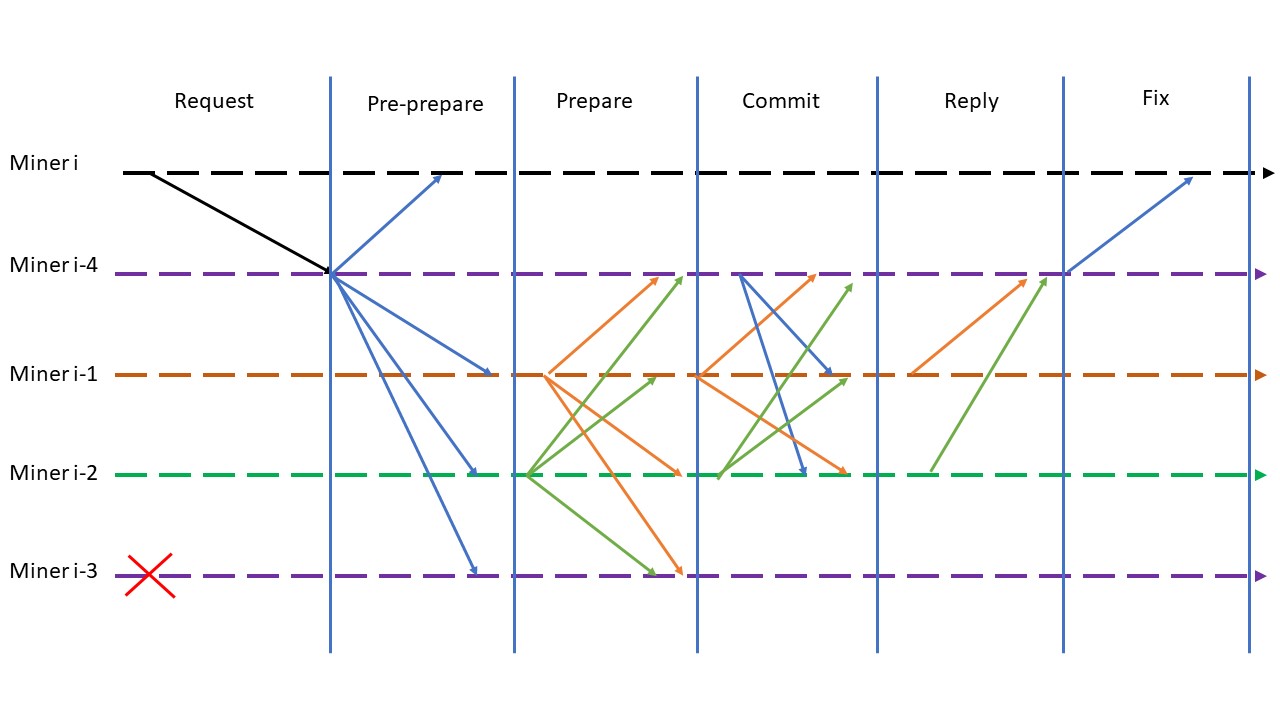 Request
Pre-prepare
Prepare
Commit
Reply
Fix
Miner i
Miner i-4
Miner i-1
Miner i-2
Miner i-3